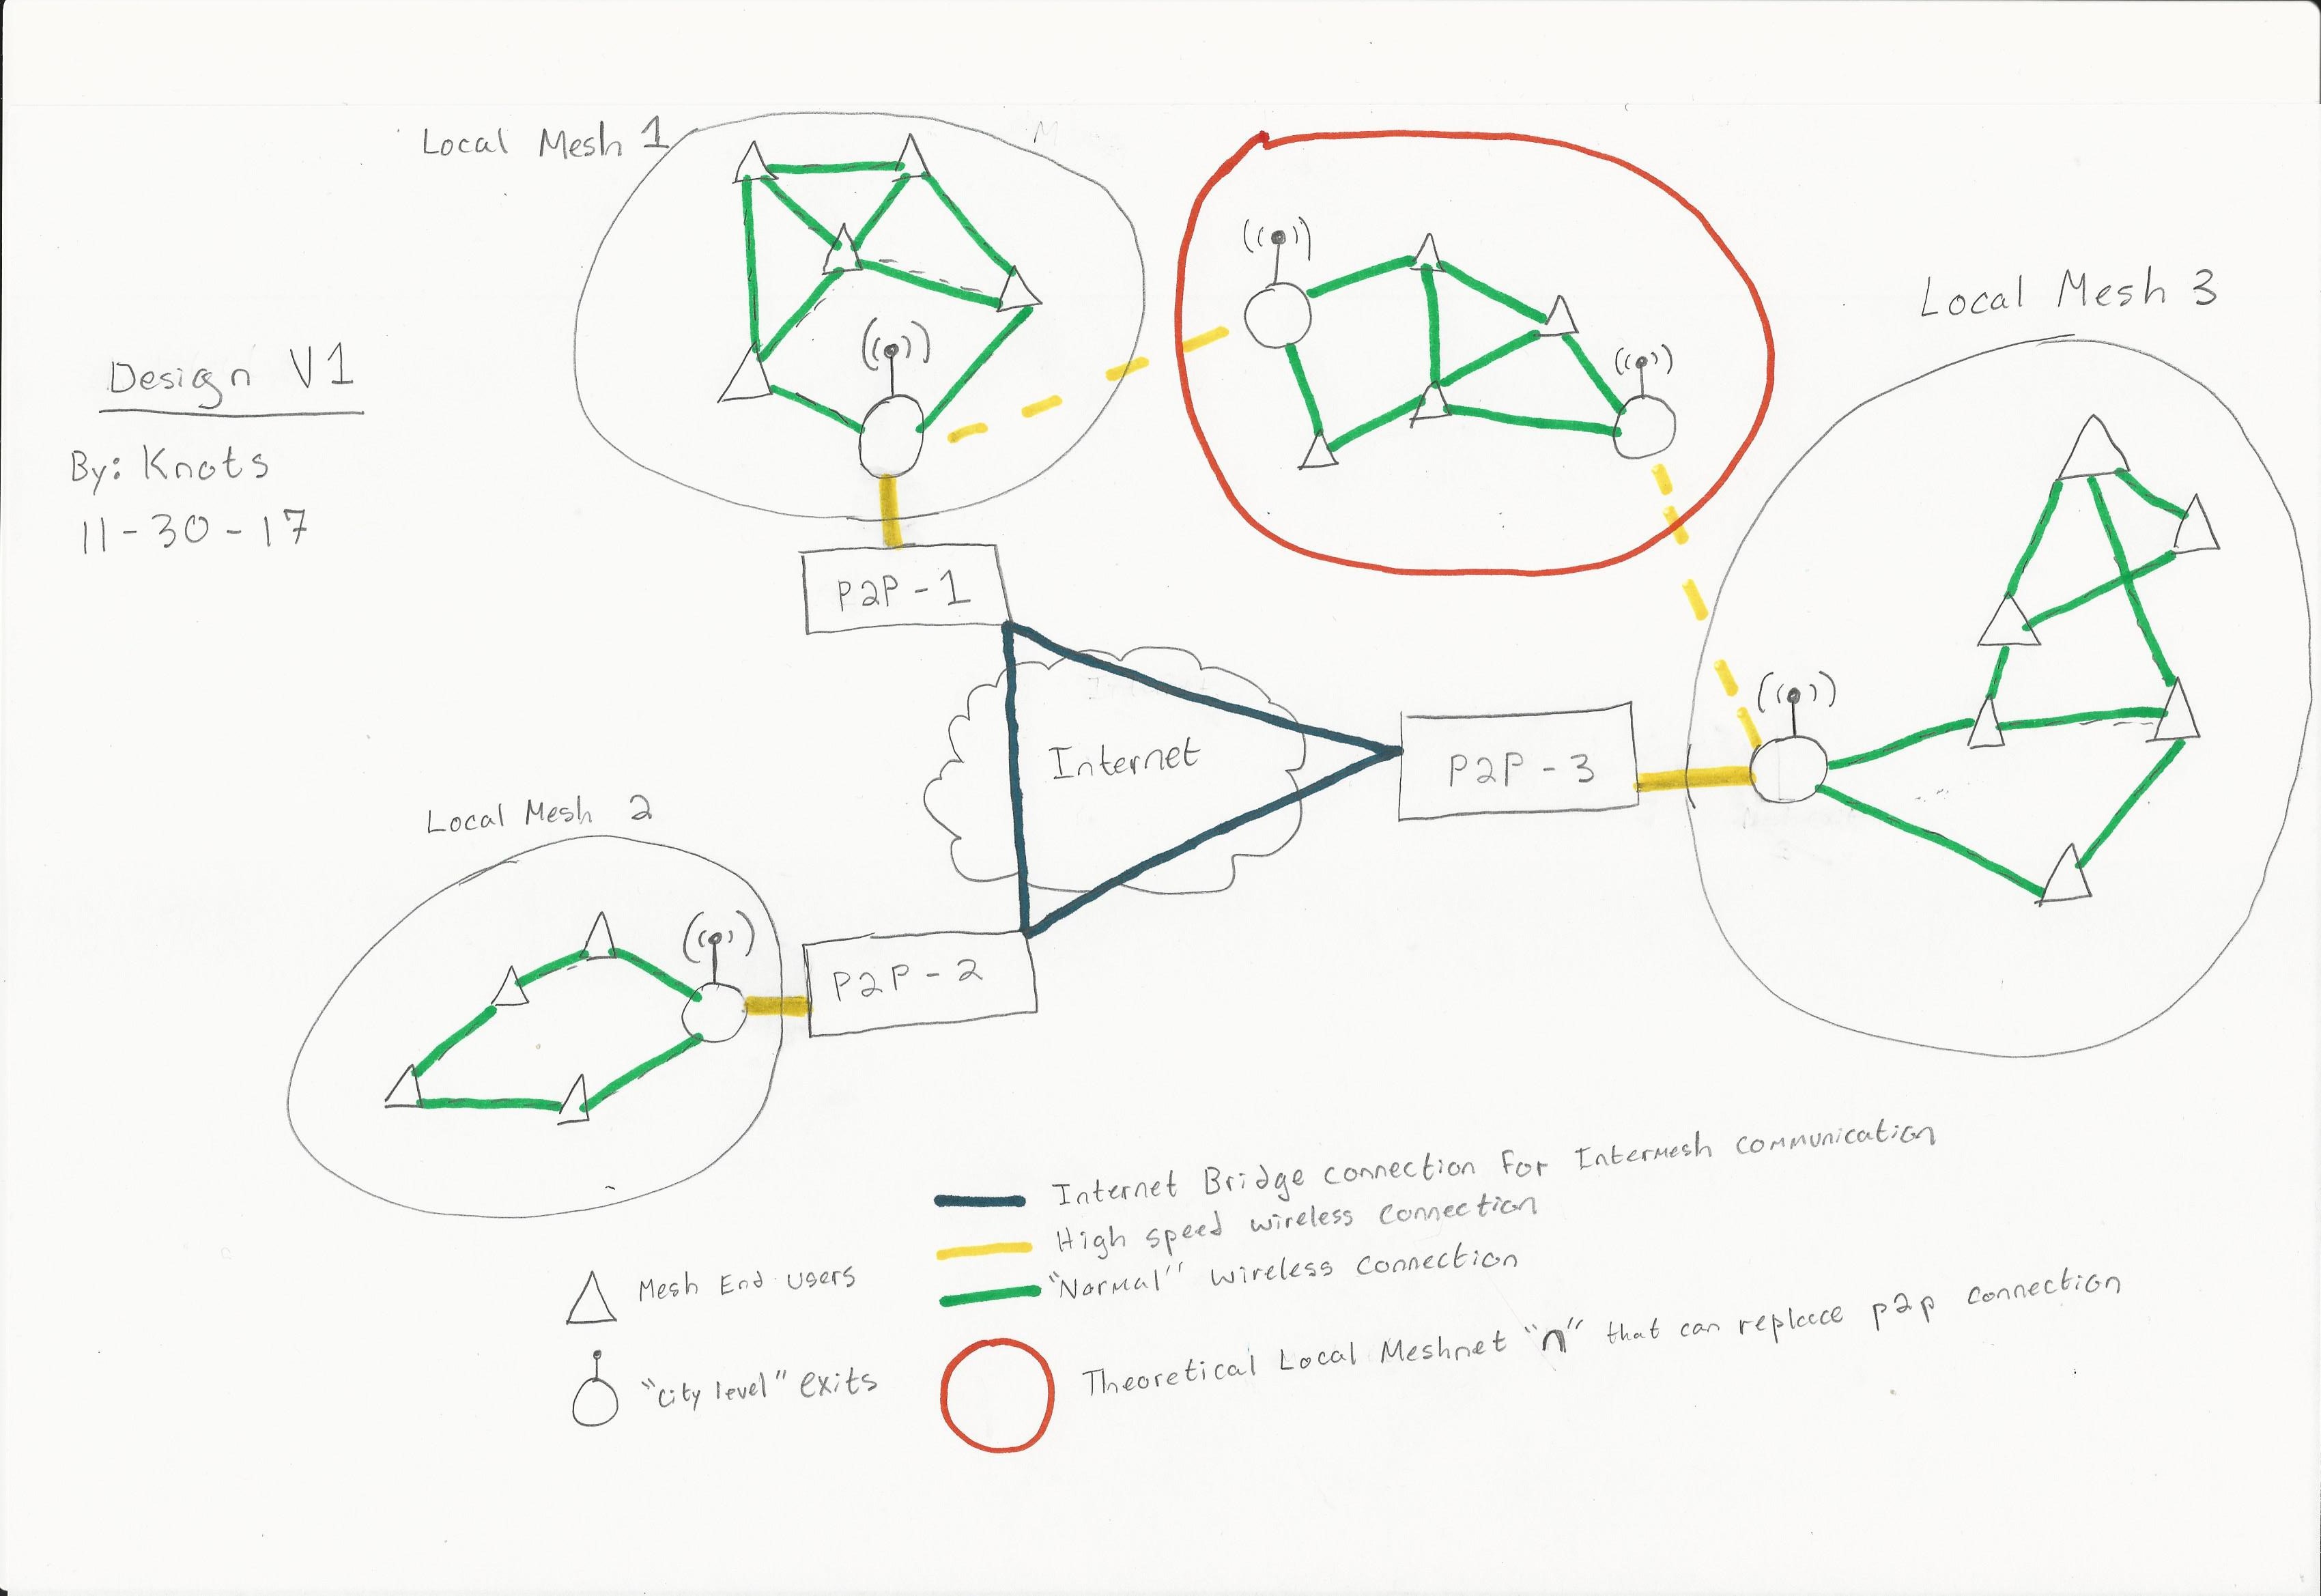 Local Mesh 1
Local Mesh 3
Design V1
By: Knots
11-30-17
P2P-1
Internet
P2P-3
Local Mesh 2
P2P-2
Internet Bridge connection For Intermesh communication
High speed wireless connection
"Normal" wireless connection
Mesh End users
"City level" exits
Theoretical Local Meshnet "n" that can replace p2p connection